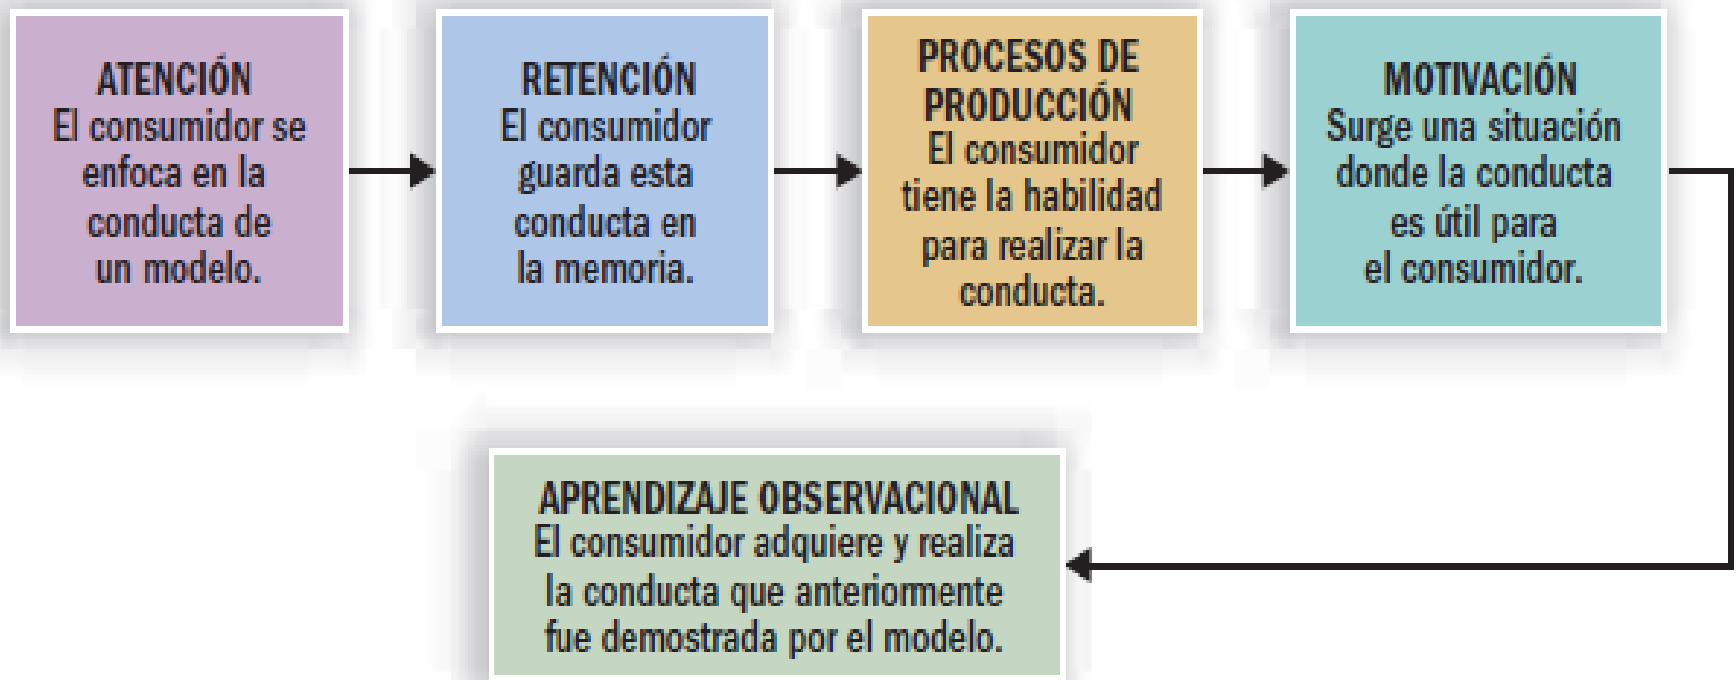 ATENCIÓN
El consumidor se
enfoca en la
conducta de
un modelo.
RETENCIÓN
El consumidor
guarda esta
conducta en
la memoria.
PROCESOS DE
PRODUCCIÓN
El consumidor
tiene la habilidad
para realizar la
conducta.
MOTIVACIÓN
Surge una situación
donde la conducta
es útil para
el consumidor.
APRENDIZAJE OBSERVACIONAL
El consumidor adquiere y realiza
la conducta que anteriormente
fue demostrada por el modelo.